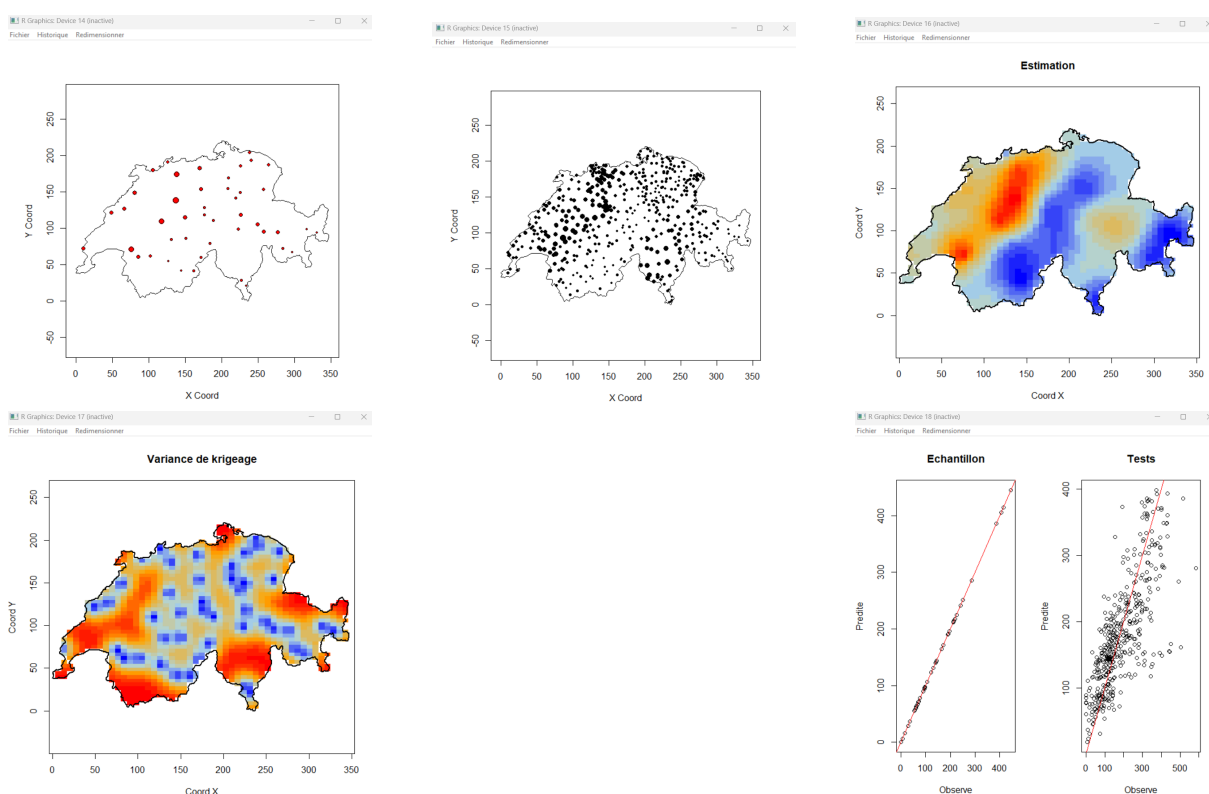 R Graphics: Device 14 (inactive)
Fichier Historique Redimensionner
Y Coord
250
200
150
100
50
0
-50
0 50 100 150 200 250 300 350
X Coord
R Graphics: Device 15 (inactive)
Fichier Historique Redimensionner
Y Coord
250
200
150
100
50
0
-50
0 50 100 150 200 250 300 350
X Coord
R Graphics: Device 16 (inactive)
Fichier Historique Redimensionner
Estimation
Coord Y
250
200
150
100
50
0
0 50 100 150 200 250 300 350
Coord X
R Graphics: Device 17 (inactive)
Fichier Historique Redimensionner
Variance de krigeage
Coord Y
250
200
150
100
50
0
0 50 100 150 200 250 300 350
Coord X
R Graphics: Device 18 (inactive)
Fichier Historique Redimensionner
Echantillon
Predite
400
300
200
100
0
0 100 200 300 400
Observe
Tests
Predite
400
300
200
100
0 100 300 500
Observe